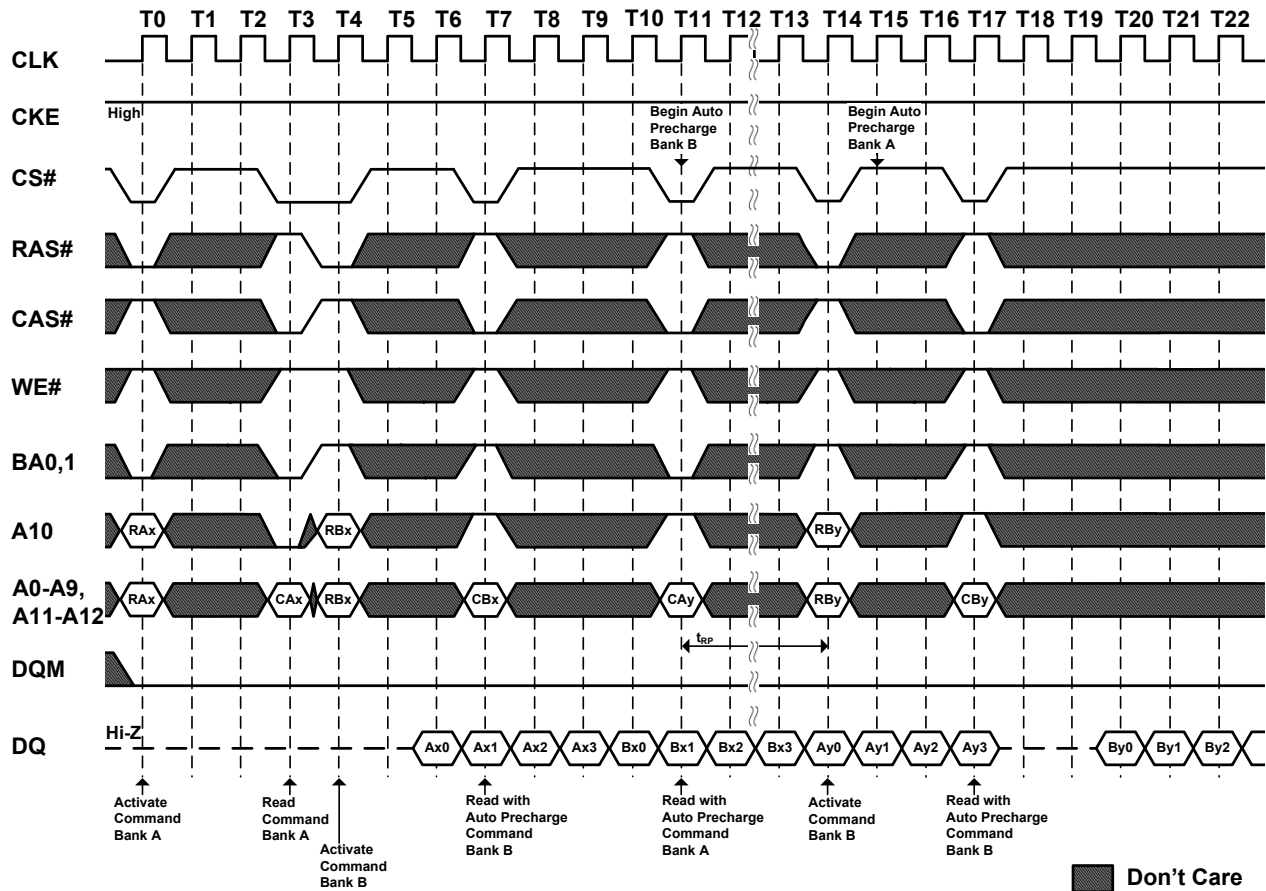 T0 T1 T2 T3 T4 T5 T6 T7 T8 T9 T10 T11 T12 T13 T14 T15 T16 T17 T18 T19 T20 T21 T22
CLK
CKE
High
Begin Auto
Precharge
Bank B
Begin Auto
Precharge
Bank A
CS#
RAS#
CAS#
WE#
BA0,1
A10
RAx RBx RBy
A0-A9,
A11-A12
RAx CAx RBx CBx CAy RBy CBy
tRP
DQM
DQ
Hi-Z
Ax0 Ax1 Ax2 Ax3 Bx0 Bx1 Bx2 Bx3 Ay0 Ay1 Ay2 Ay3 By0 By1 By2
Activate
Command
Bank A
Read
Command
Bank A
Activate
Command
Bank B
Read with
Auto Precharge
Command
Bank B
Read with
Auto Precharge
Command
Bank A
Activate
Command
Bank B
Read with
Auto Precharge
Command
Bank B
Don't Care